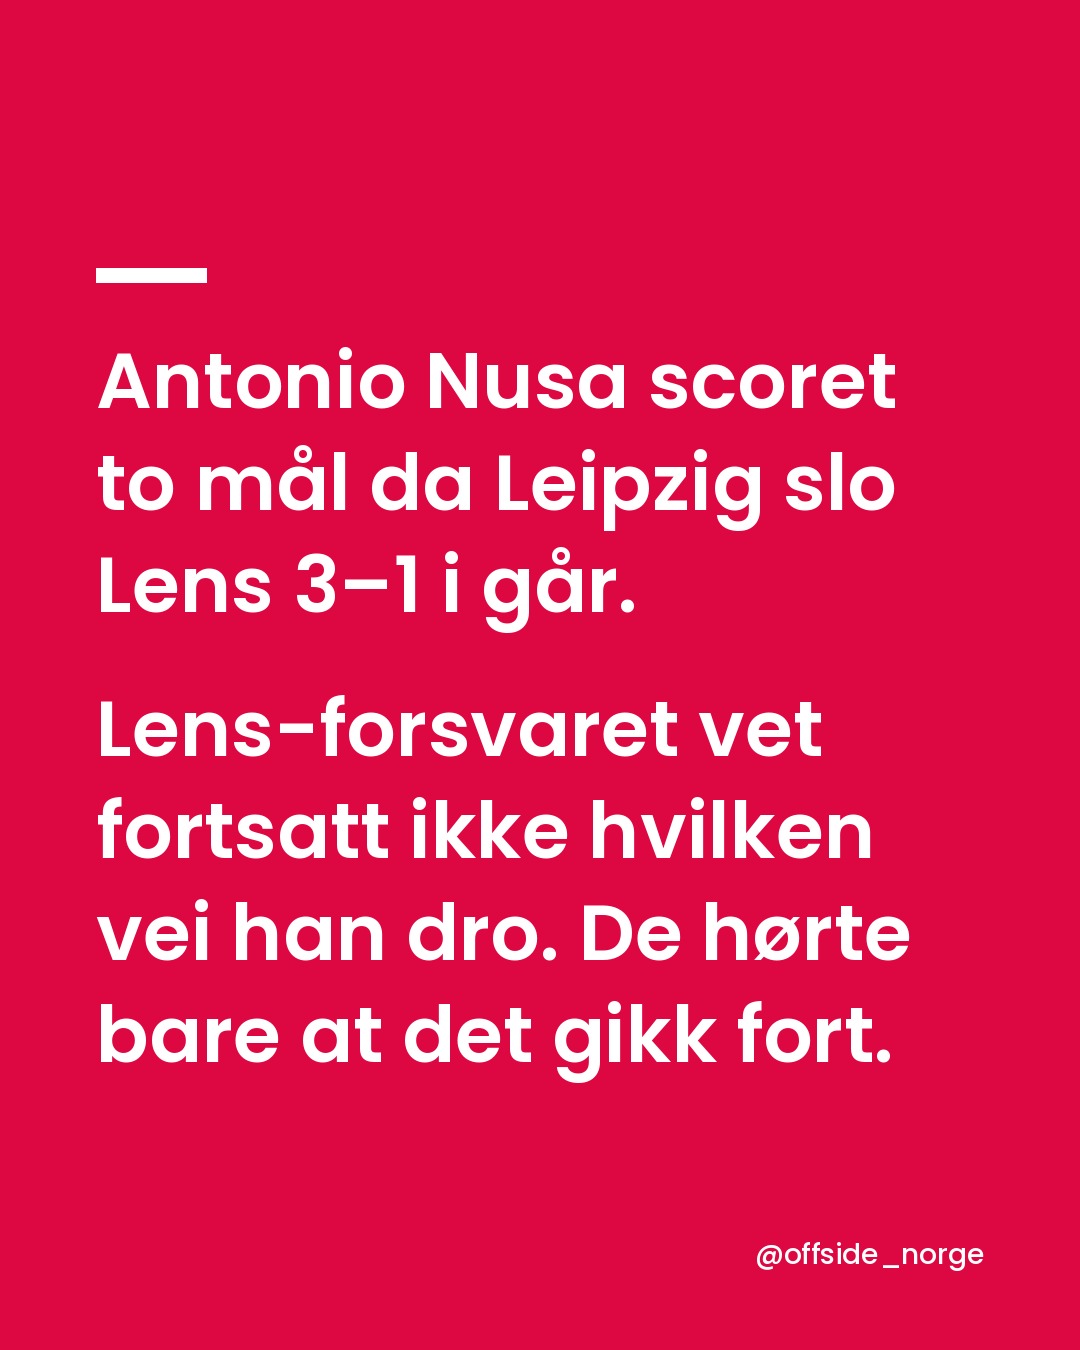 Antonio Nusa scoret
to mål da Leipzig slo
Lens 3–1 i går.
Lens-forsvaret vet
fortsatt ikke hvilken
vei han dro. De hørte
bare at det gikk fort.
@offside_norge